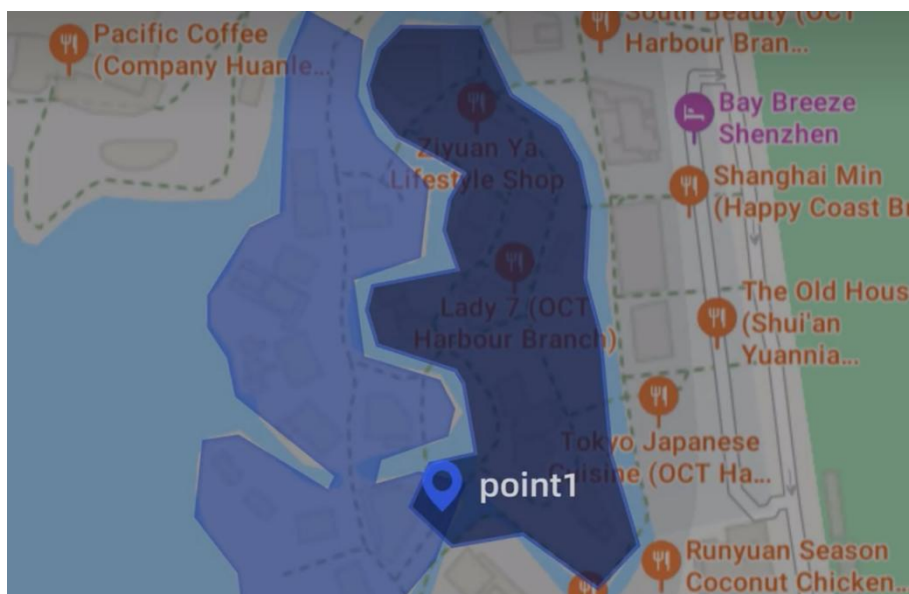 South Beauty (OCT
Harbour Bran...
Pacific Coffee
(Company Huanle...
Bay Breeze
Shenzhen
Ziyuan Ya
Lifestyle Shop
Shanghai Min
(Happy Coast Br
Lady 7 (OCT
Harbour Branch)
The Old Hous
(Shui'an
Yuannia...
Tokyo Japanese
Cuisine (OCT Ha...
point1
Runyuan Season
Coconut Chicken...